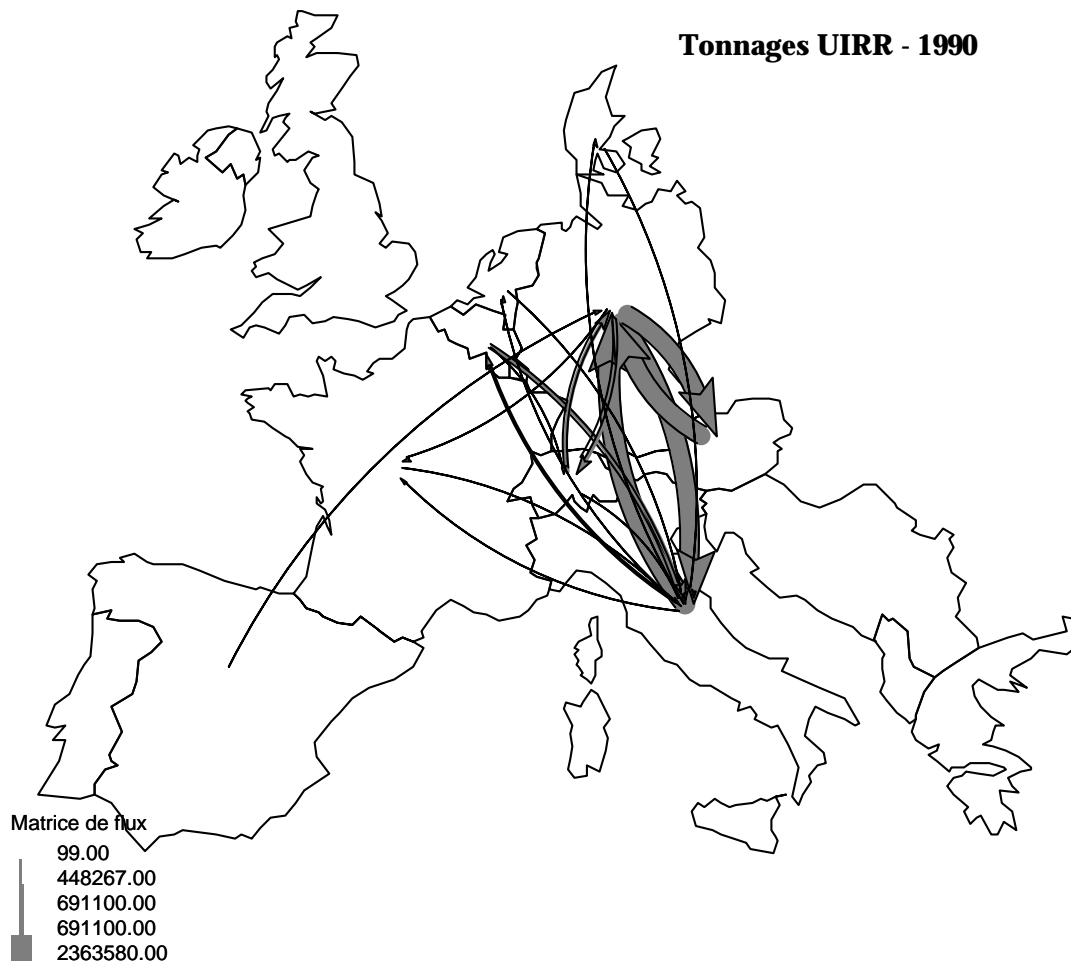 Tonnages UIRR - 1990
Matrice de flux
99.00
448267.00
691100.00
691100.00
2363580.00